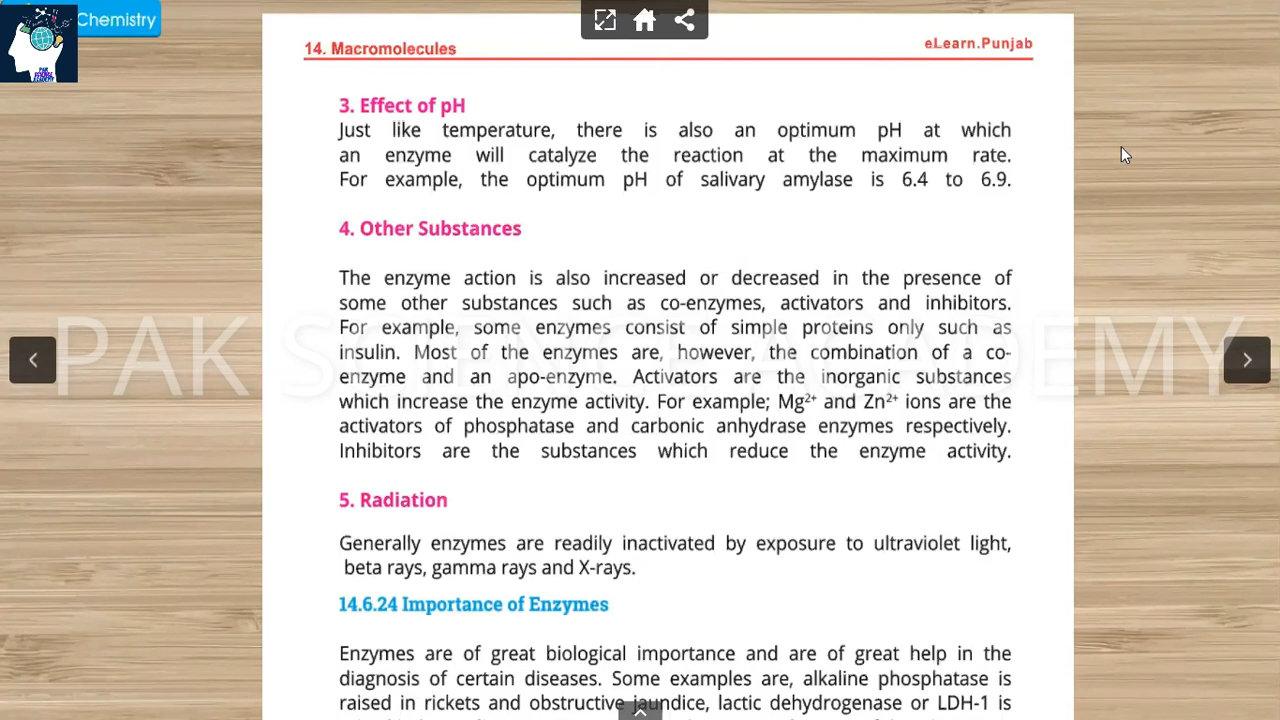 Chemistry
PAK
SCIENCE
ACADEMY
14. Macromolecules
eLearn.Punjab
3. Effect of pH
Just like temperature, there is also an optimum pH at which
an enzyme will catalyze the reaction at the maximum rate.
For example, the optimum pH of salivary amylase is 6.4 to 6.9.
4. Other Substances
The enzyme action is also increased or decreased in the presence of
some other substances such as co-enzymes, activators and inhibitors.
For example, some enzymes consist of simple proteins only such as
insulin. Most of the enzymes are, however, the combination of a co-
enzyme and an apo-enzyme. Activators are the inorganic substances
which increase the enzyme activity. For example; Mg²⁺ and Zn²⁺ ions are the
activators of phosphatase and carbonic anhydrase enzymes respectively.
Inhibitors are the substances which reduce the enzyme activity.
PAK SCIENCE ACADEMY
5. Radiation
Generally enzymes are readily inactivated by exposure to ultraviolet light,
beta rays, gamma rays and X-rays.
14.6.24 Importance of Enzymes
Enzymes are of great biological importance and are of great help in the
diagnosis of certain diseases. Some examples are, alkaline phosphatase is
raised in rickets and obstructive jaundice, lactic dehydrogenase or LDH-1 is